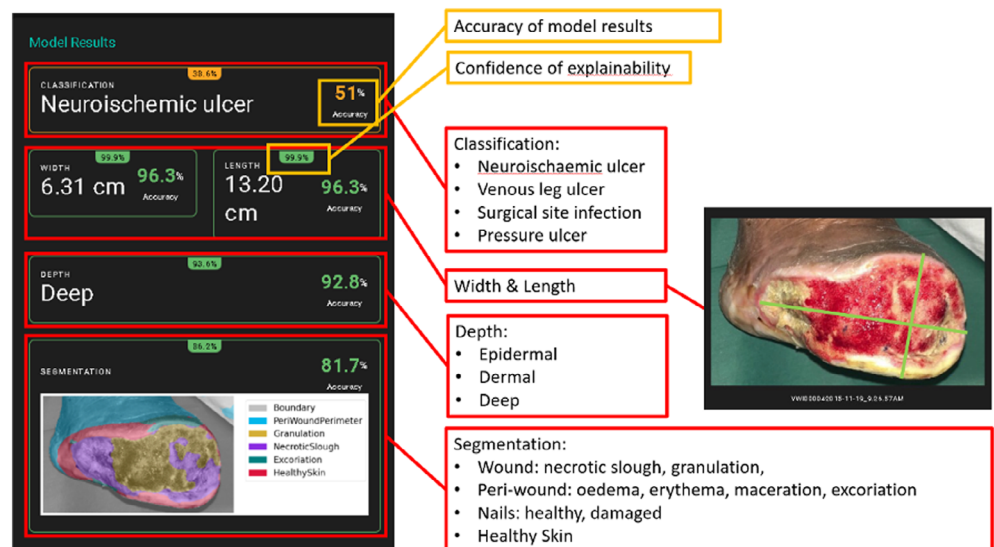 Model Results
38.6%
CLASSIFICATION
Neuroischemic ulcer
51%
Accuracy
99.9%
WIDTH
6.31 cm
96.3%
Accuracy
99.9%
LENGTH
13.20
cm
96.3%
Accuracy
93.6%
DEPTH
Deep
92.8%
Accuracy
86.2%
SEGMENTATION
81.7%
Accuracy
Boundary
PeriWoundPerimeter
Granulation
NecroticSlough
Excoriation
HealthySkin
Accuracy of model results
Confidence of explainability
Classification:
• Neuroischaemic ulcer
• Venous leg ulcer
• Surgical site infection
• Pressure ulcer
Width & Length
Depth:
• Epidermal
• Dermal
• Deep
Segmentation:
• Wound: necrotic slough, granulation,
• Peri-wound: oedema, erythema, maceration, excoriation
• Nails: healthy, damaged
• Healthy Skin